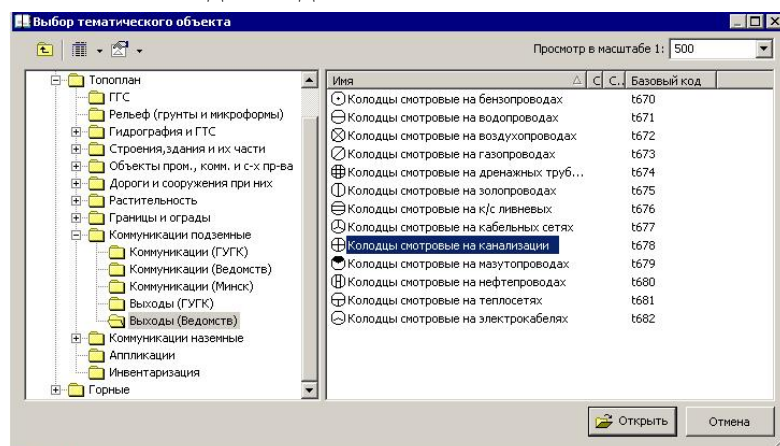 Выбор тематического объекта
Просмотр в масштабе 1: 500
Топоплан
ГГС
Рельеф (грунты и микроформы)
Гидрография и ГТС
Строения,здания и их части
Объекты пром., комм. и с-х пр-ва
Дороги и сооружения при них
Растительность
Границы и ограды
Коммуникации подземные
Коммуникации (ГУГК)
Коммуникации (Ведомств)
Коммуникации (Минск)
Выходы (ГУГК)
Выходы (Ведомств)
Коммуникации наземные
Аппликации
Инвентаризация
Горные
Имя С С.. Базовый код
Колодцы смотровые на бензопроводах t670
Колодцы смотровые на водопроводах t671
Колодцы смотровые на воздухопроводах t672
Колодцы смотровые на газопроводах t673
Колодцы смотровые на дренажных труб... t674
Колодцы смотровые на золопроводах t675
Колодцы смотровые на к/с ливневых t676
Колодцы смотровые на кабельных сетях t677
Колодцы смотровые на канализации t678
Колодцы смотровые на мазутопроводах t679
Колодцы смотровые на нефтепроводах t680
Колодцы смотровые на теплосетях t681
Колодцы смотровые на электрокабелях t682
Открыть Отмена